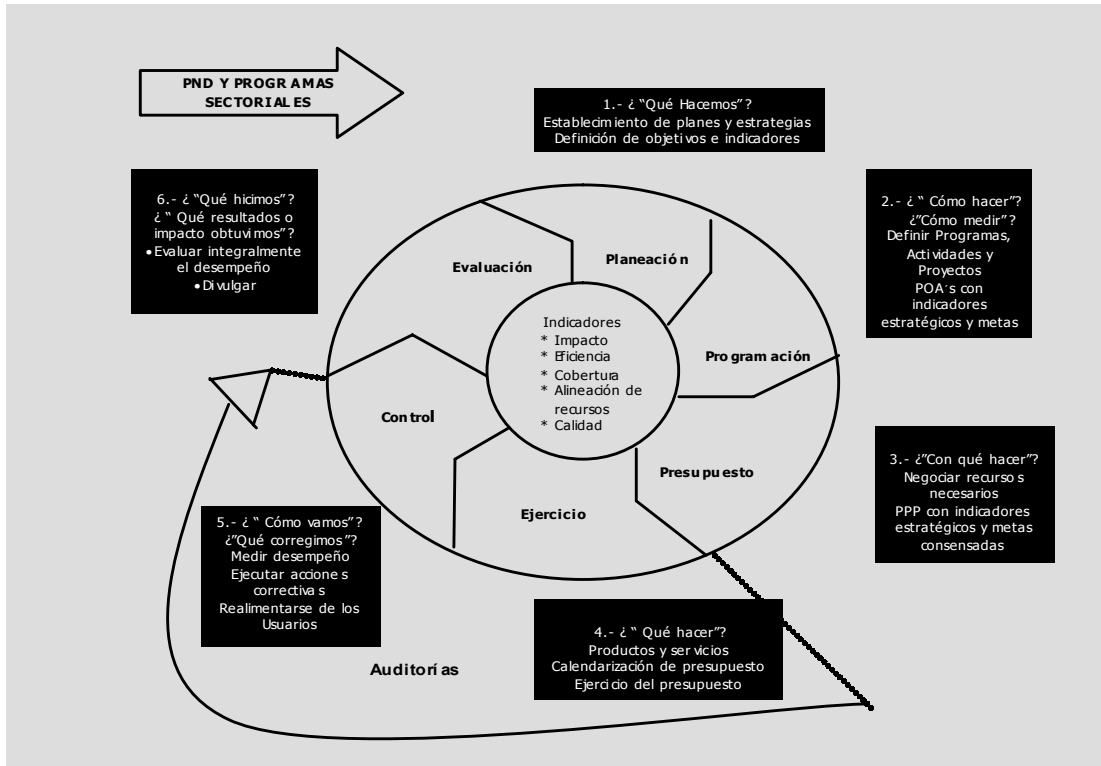 PND Y PROGRAMAS
SECTORIALES
1.- ¿ “Qué Hacemos”?
Establecimiento de planes y estrategias
Definición de objetivos e indicadores
6.- ¿ “Qué hicimos”?
¿ “ Qué resultados o
impacto obtuvimos”?
•Evaluar integralmente
el desempeño
•Divulgar
2.- ¿ “ Cómo hacer”?
¿”Cómo medir”?
Definir Programas,
Actividades y
Proyectos
POA´s con
indicadores
estratégicos y metas
Evaluación
Planeación
Indicadores
* Impacto
* Eficiencia
* Cobertura
* Alineación de
recursos
* Calidad
Programación
Control
Presupuesto
Ejercicio
3.- ¿”Con qué hacer”?
Negociar recursos
necesarios
PPP con indicadores
estratégicos y metas
consensadas
5.- ¿ “ Cómo vamos”?
¿”Qué corregimos”?
Medir desempeño
Ejecutar acciones
correctivas
Realimentarse de los
Usuarios
4.- ¿ “ Qué hacer”?
Productos y servicios
Calendarización de presupuesto
Ejercicio del presupuesto
Auditorías